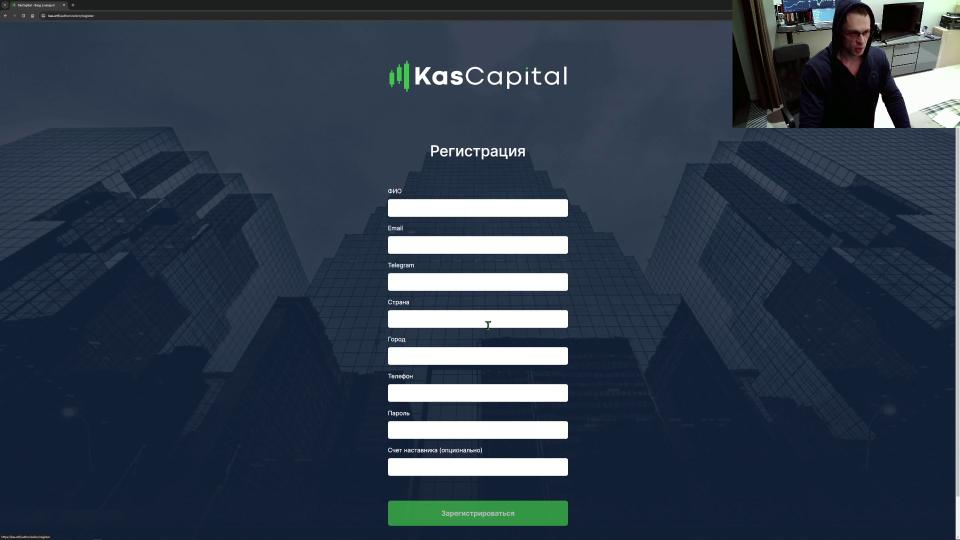 KasCapital
Регистрация
ФИО
Email
Telegram
Страна
Город
Телефон
Пароль
Счет наставника (опционально)
Зарегистрироваться